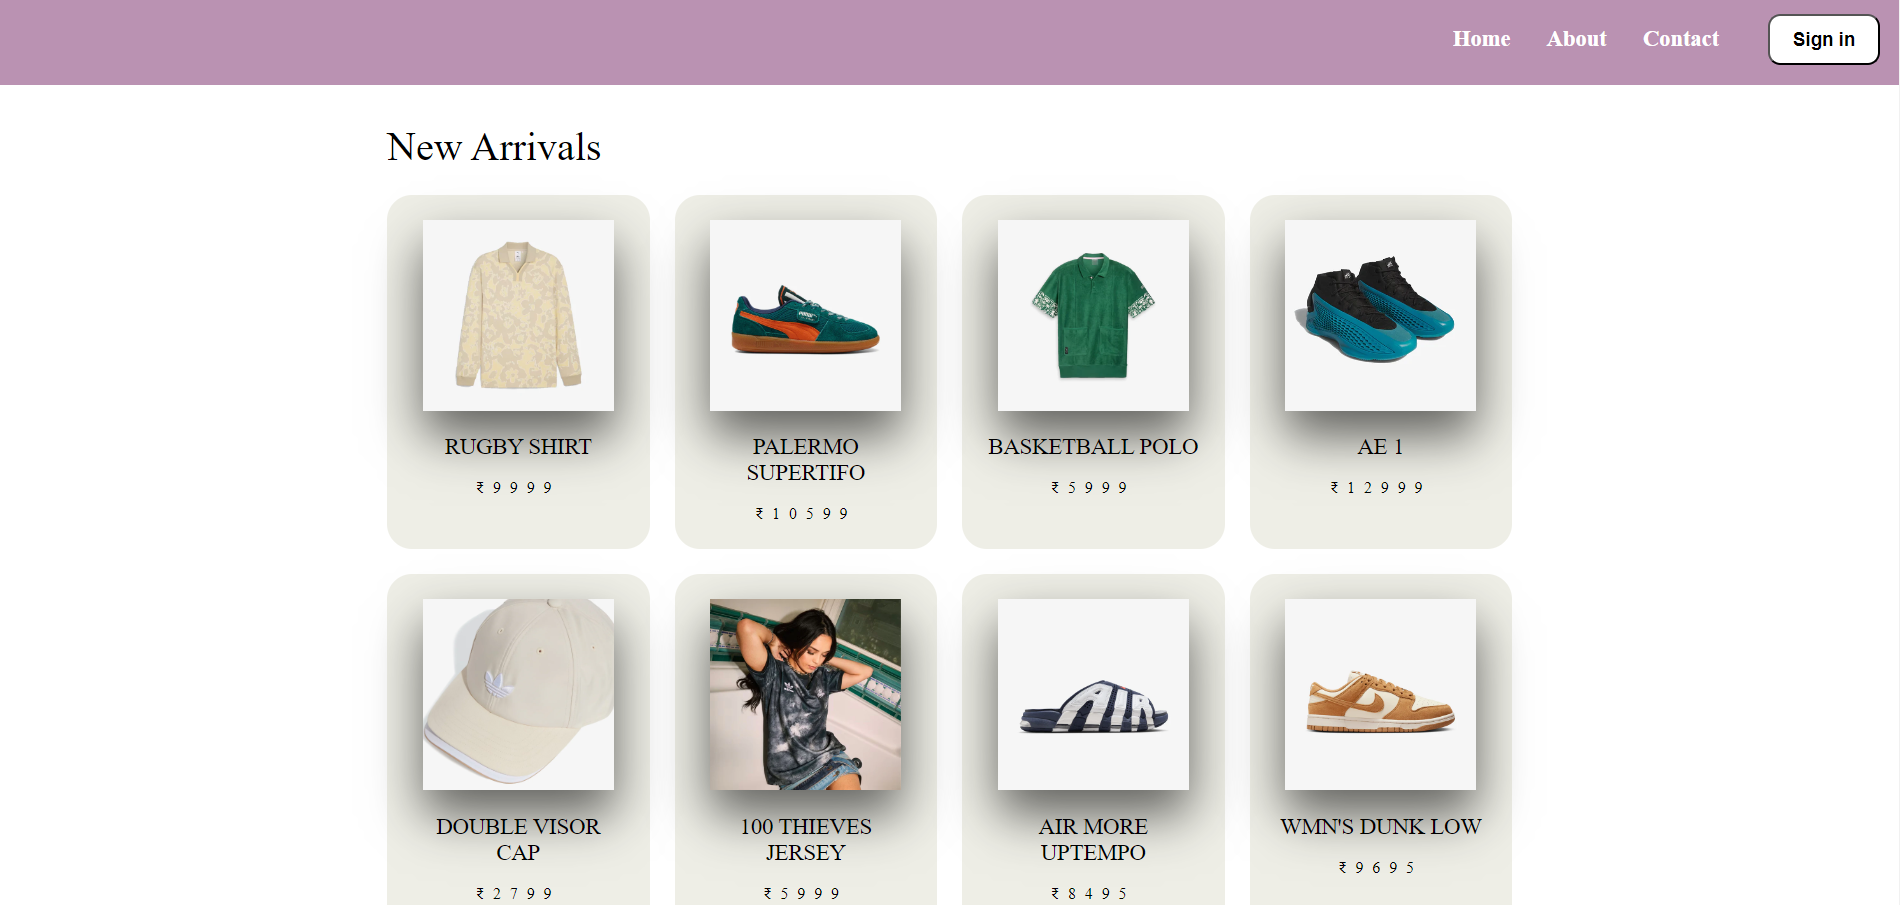 Home About Contact Sign in
New Arrivals
RUGBY SHIRT
₹9999
PALERMO
SUPERTIFO
₹10599
BASKETBALL POLO
₹5999
AE 1
₹12999
DOUBLE VISOR
CAP
₹2799
100 THIEVES
JERSEY
₹5999
AIR MORE
UPTEMPO
₹8495
WMN'S DUNK LOW
₹9695